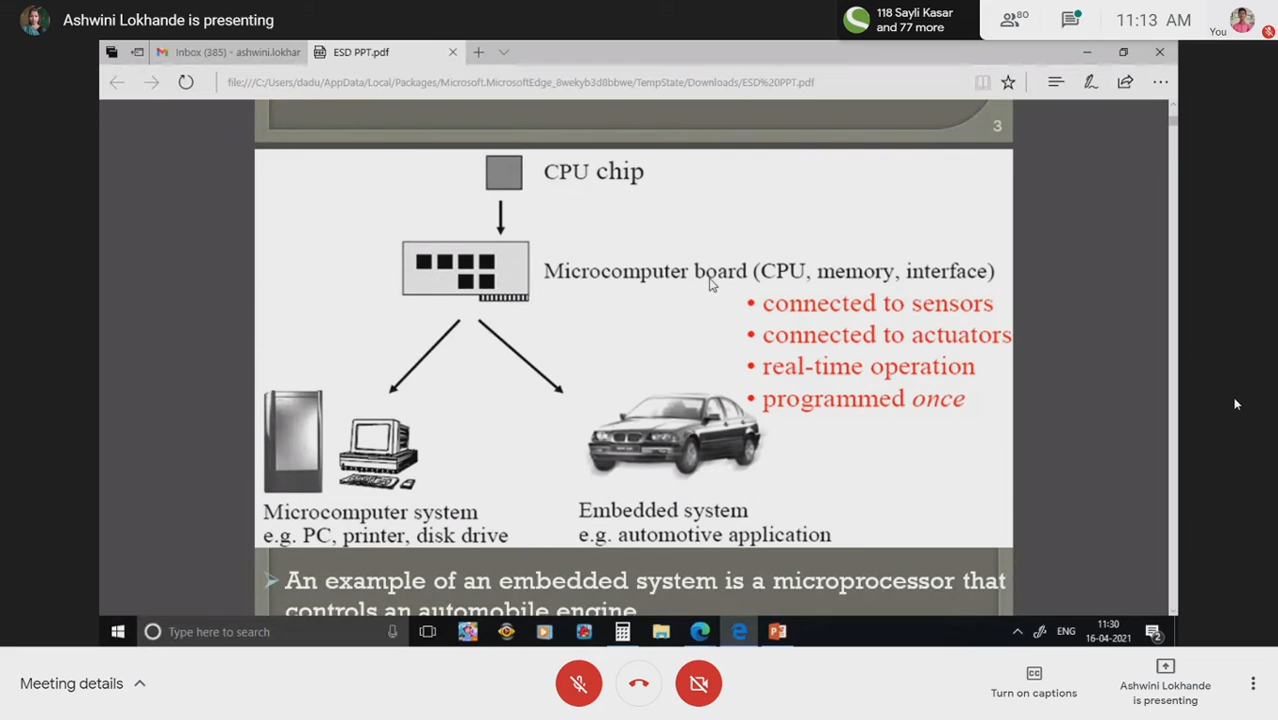 Ashwini Lokhande is presenting
118 Sayli Kasar
and 77 more
80
11:13 AM
You
Inbox (385) - ashwini.lokhar
ESD PPT.pdf
file:///C:/Users/dadu/AppData/Local/Packages/Microsoft.MicrosoftEdge_8wekyb3d8bbwe/TempState/Downloads/ESD%20PPT.pdf
3
CPU chip
Microcomputer board (CPU, memory, interface)
• connected to sensors
• connected to actuators
• real-time operation
• programmed once
Microcomputer system
e.g. PC, printer, disk drive
Embedded system
e.g. automotive application
An example of an embedded system is a microprocessor that
controls an automobile engine
Type here to search
ENG
11:30
16-04-2021
2
Meeting details
Turn on captions
Ashwini Lokhande
is presenting